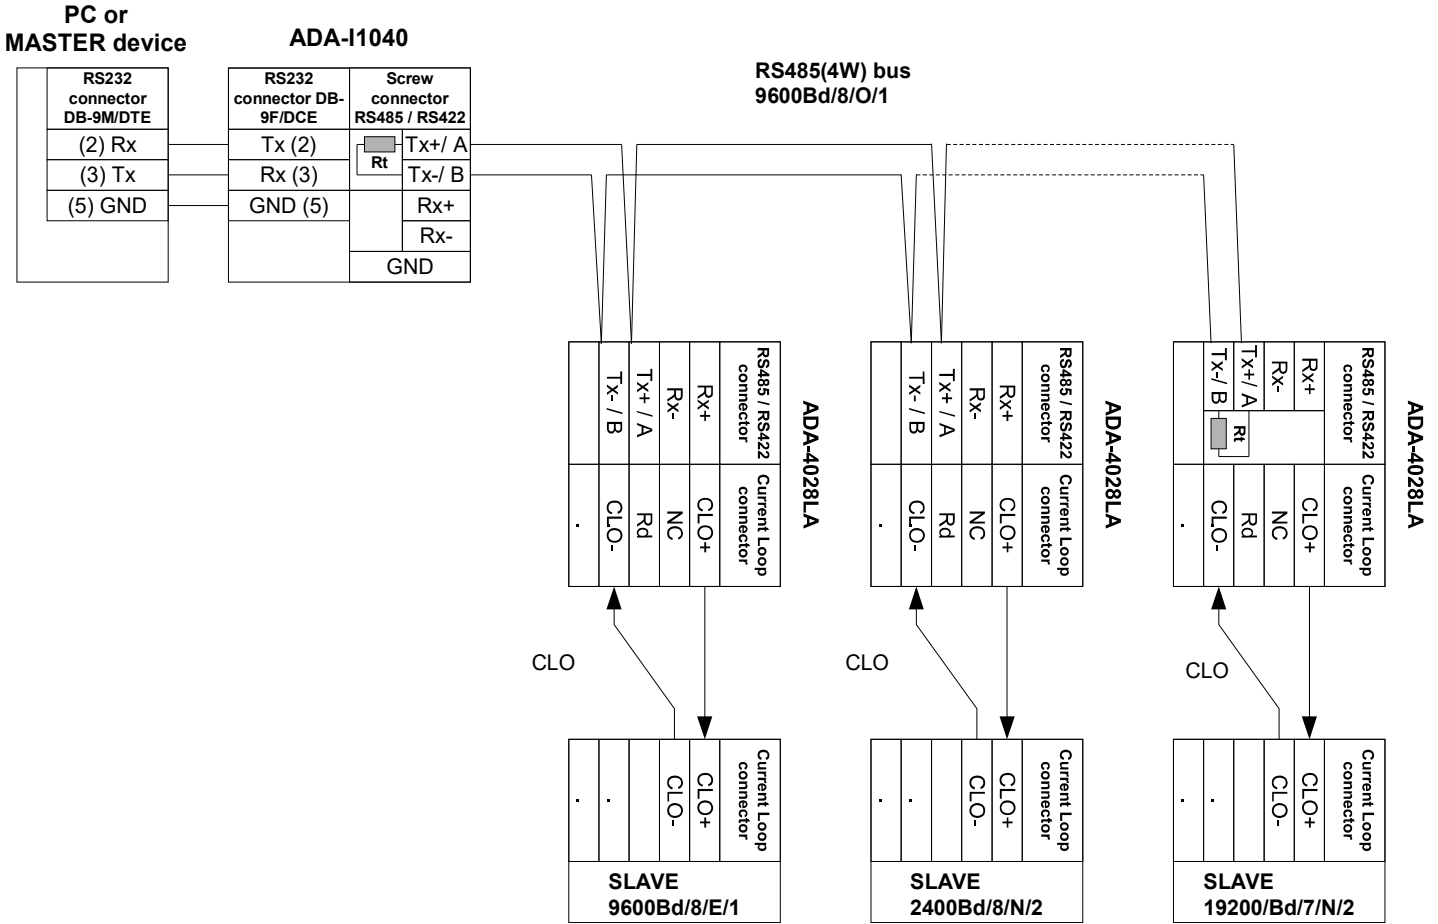 PC or
MASTER device
ADA-I1040
RS232
connector
DB-9M/DTE
(2) Rx
(3) Tx
(5) GND
RS232
connector DB-
9F/DCE
Tx (2)
Rx (3)
GND (5)
Screw
connector
RS485 / RS422
Rt
Tx+/ A
Tx-/ B
Rx+
Rx-
GND
RS485(4W) bus
9600Bd/8/O/1
ADA-4028LA
RS485 / RS422
connector
Rx+
Rx-
Tx+ / A
Tx- / B
Current Loop
connector
CLO+
NC
Rd
CLO-
.
CLO
Current Loop
connector
CLO+
CLO-
.
.
SLAVE
9600Bd/8/E/1
ADA-4028LA
RS485 / RS422
connector
Rx+
Rx-
Tx+ / A
Tx- / B
Current Loop
connector
CLO+
NC
Rd
CLO-
.
CLO
Current Loop
connector
CLO+
CLO-
.
.
SLAVE
2400Bd/8/N/2
ADA-4028LA
RS485 / RS422
connector
Rx+
Rx-
Tx+/ A
Tx-/ B
Rt
Current Loop
connector
CLO+
NC
Rd
CLO-
.
CLO
Current Loop
connector
CLO+
CLO-
.
.
SLAVE
19200/Bd/7/N/2